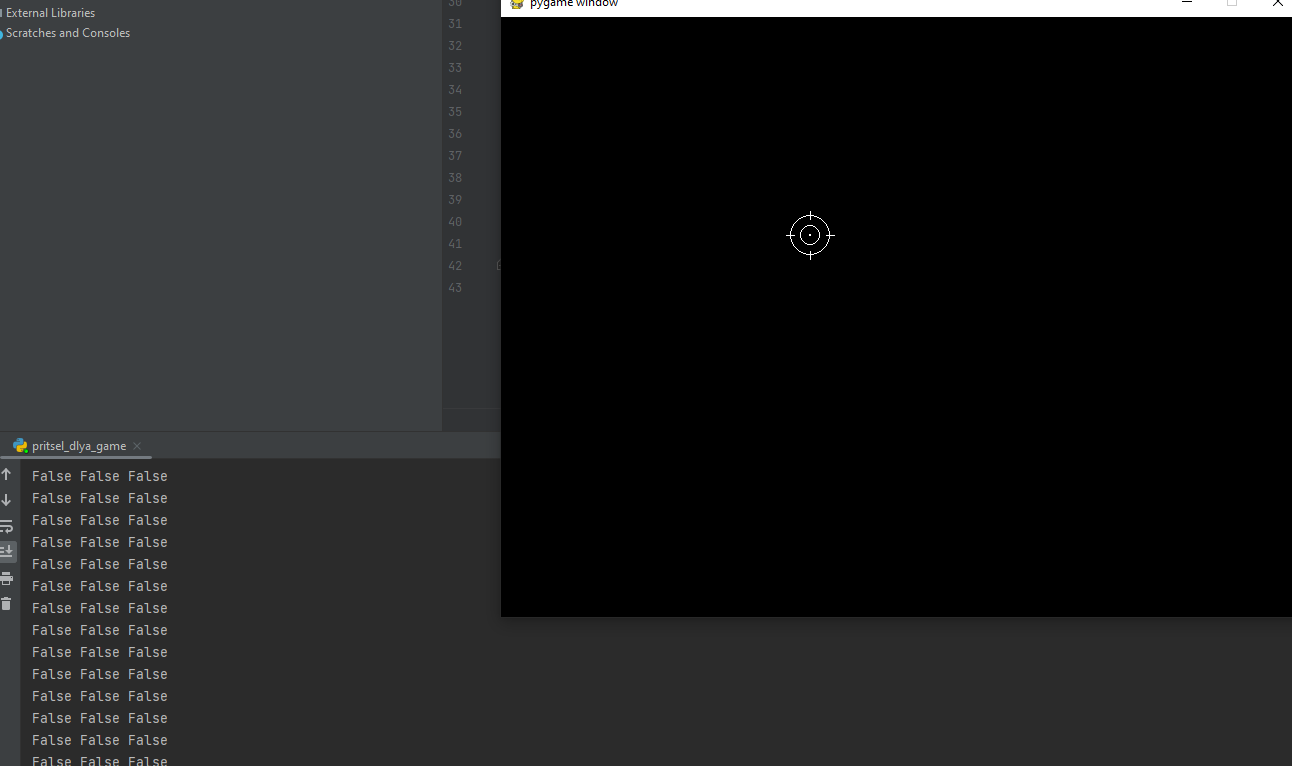 External Libraries
Scratches and Consoles
30
31
32
33
34
35
36
37
38
39
40
41
42
43
pygame window
pritsel_dlya_game
False False False
False False False
False False False
False False False
False False False
False False False
False False False
False False False
False False False
False False False
False False False
False False False
False False False
False False False